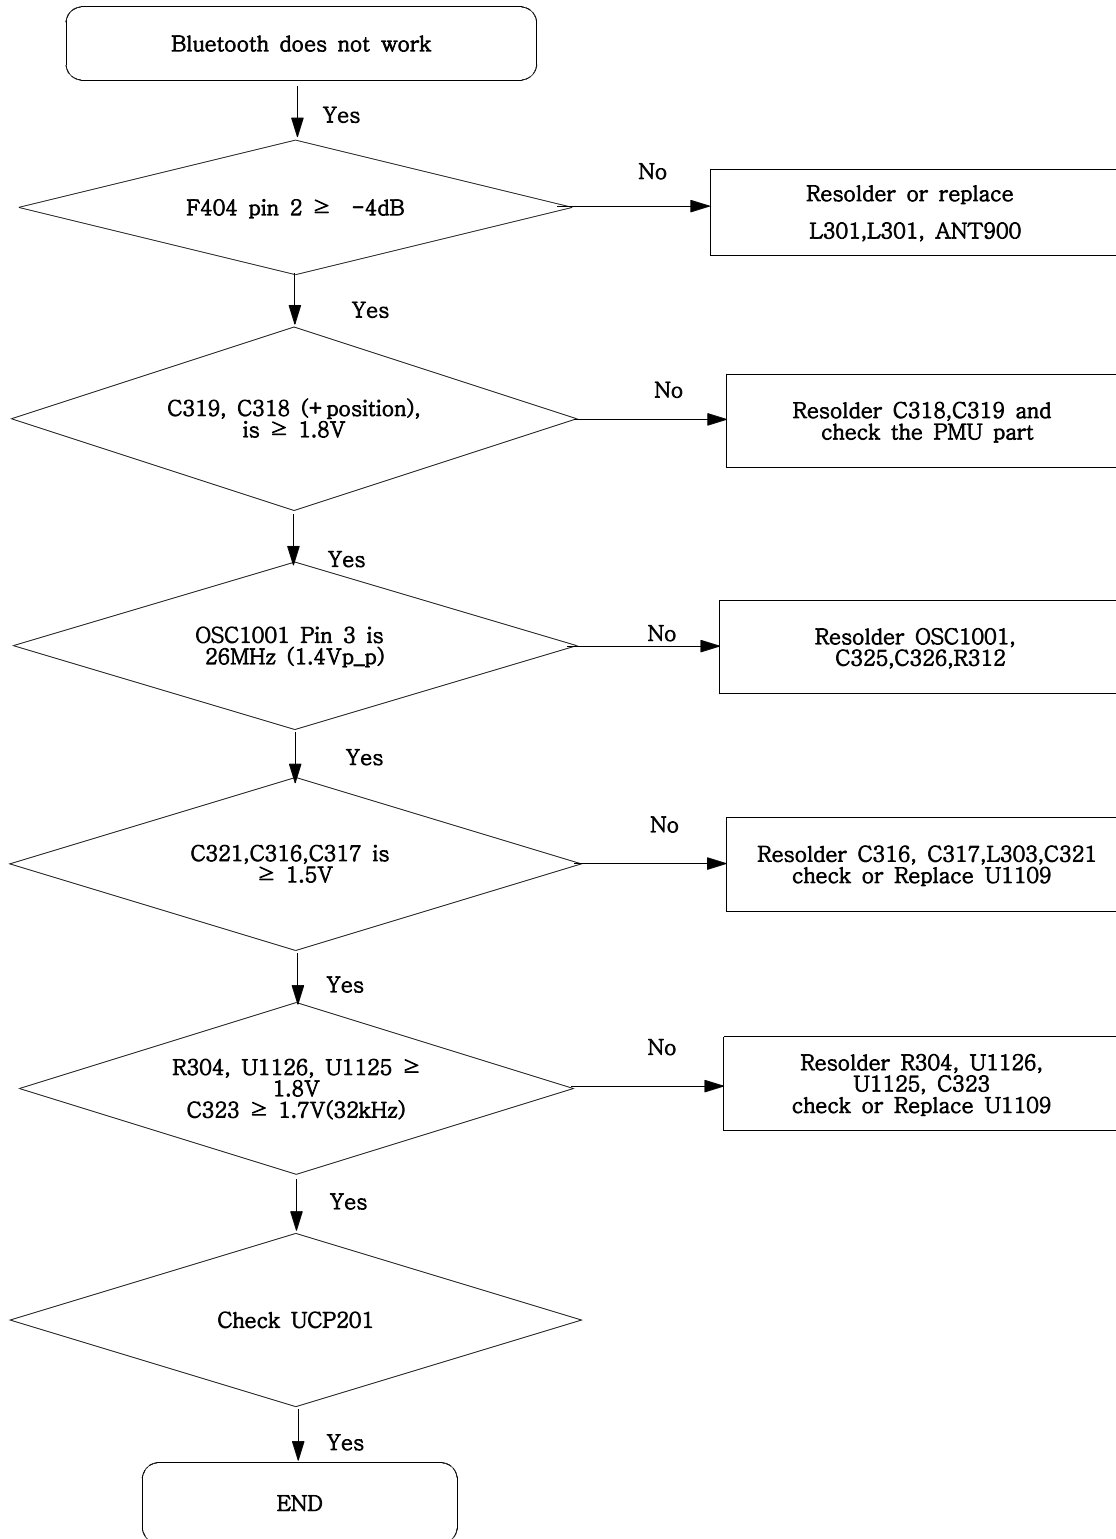 Bluetooth does not work
Yes
F404 pin 2 ≥ -4dB
No
Resolder or replace
L301,L301, ANT900
Yes
C319, C318 (+position),
is ≥ 1.8V
No
Resolder C318,C319 and
check the PMU part
Yes
OSC1001 Pin 3 is
26MHz (1.4Vp_p)
No
Resolder OSC1001,
C325,C326,R312
Yes
C321,C316,C317 is
≥ 1.5V
No
Resolder C316, C317,L303,C321
check or Replace U1109
Yes
R304, U1126, U1125 ≥
1.8V
C323 ≥ 1.7V(32kHz)
No
Resolder R304, U1126,
U1125, C323
check or Replace U1109
Yes
Check UCP201
Yes
END